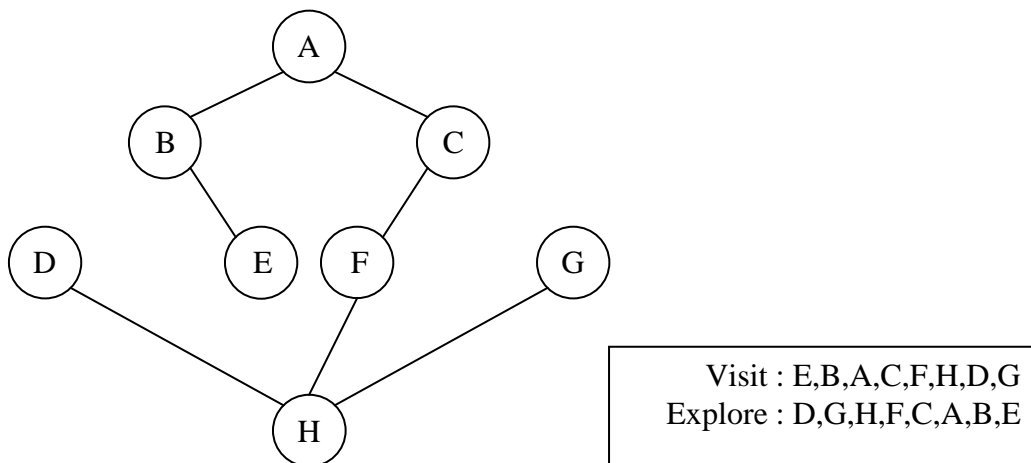 A
B C
D E F G
H
Visit : E,B,A,C,F,H,D,G
Explore : D,G,H,F,C,A,B,E